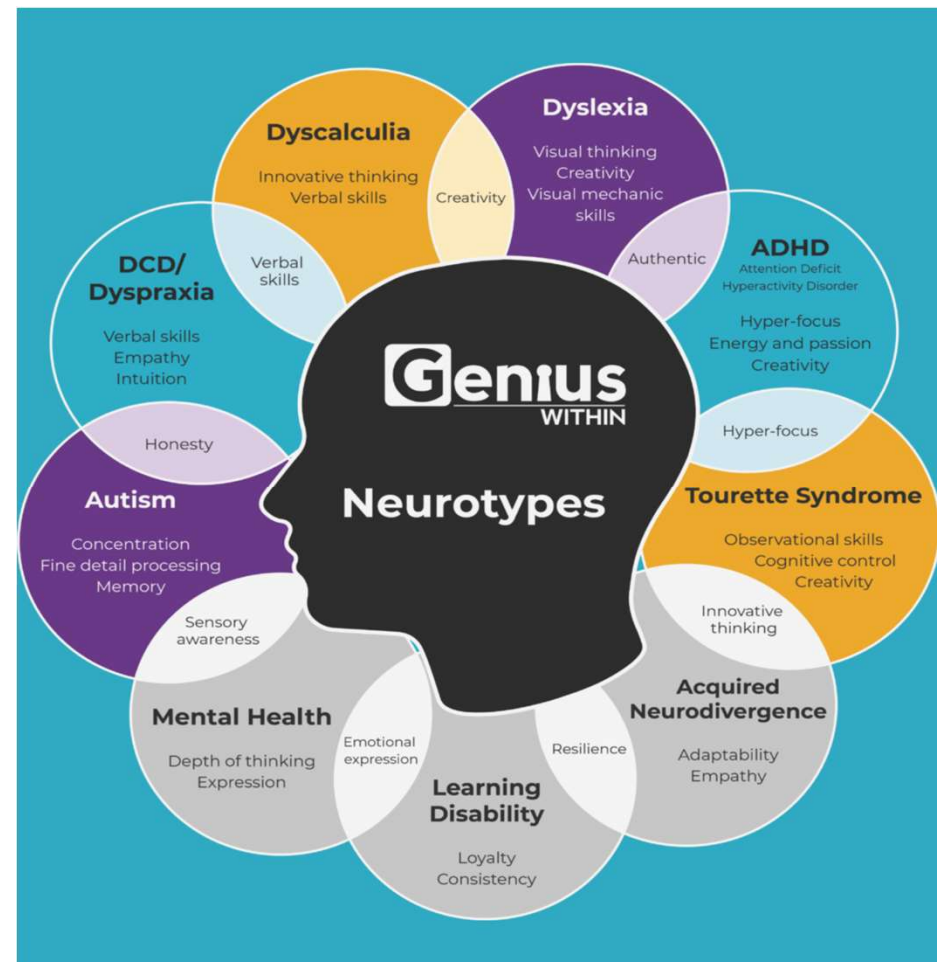 Dyslexia
Visual thinking
Creativity
Visual mechanic
skills
Dyscalculia
Innovative thinking
Verbal skills
Creativity
Authentic
ADHD
Attention Deficit
Hyperactivity Disorder
Hyper-focus
Energy and passion
Creativity
DCD/
Dyspraxia
Verbal skills
Empathy
Intuition
Verbal
skills
Genius
WITHIN
Neurotypes
Hyper-focus
Honesty
Tourette Syndrome
Observational skills
Cognitive control
Creativity
Autism
Concentration
Fine detail processing
Memory
Innovative
thinking
Sensory
awareness
Acquired
Neurodivergence
Adaptability
Empathy
Mental Health
Depth of thinking
Expression
Emotional
expression
Resilience
Learning
Disability
Loyalty
Consistency